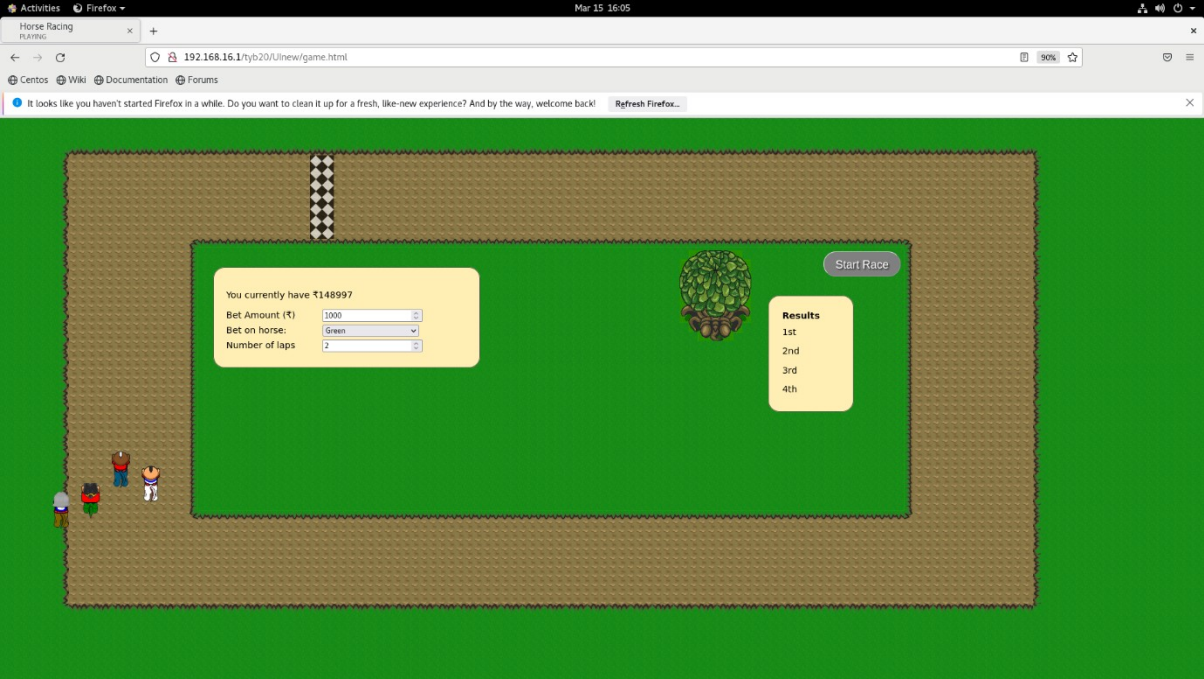 Activities Firefox Mar 15 16:05
Horse Racing
PLAYING
192.168.16.1/tyb20/UInew/game.html 90%
Centos Wiki Documentation Forums
It looks like you haven't started Firefox in a while. Do you want to clean it up for a fresh, like-new experience? And by the way, welcome back! Refresh Firefox...
Start Race
You currently have ₹148997
Bet Amount (₹) 1000
Bet on horse: Green
Number of laps 2
Results
1st
2nd
3rd
4th